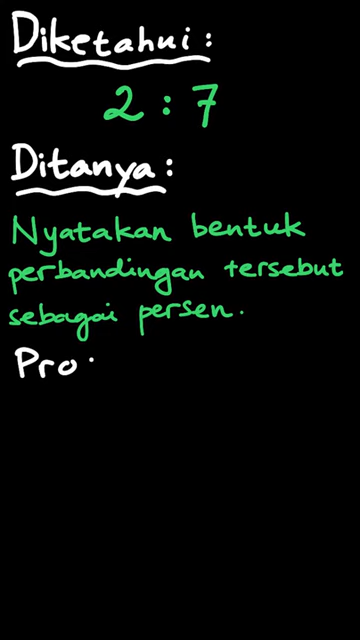 Diketahui :
2 : 7
Ditanya :
Nyatakan bentuk
perbandingan tersebut
sebagai persen.
Pro